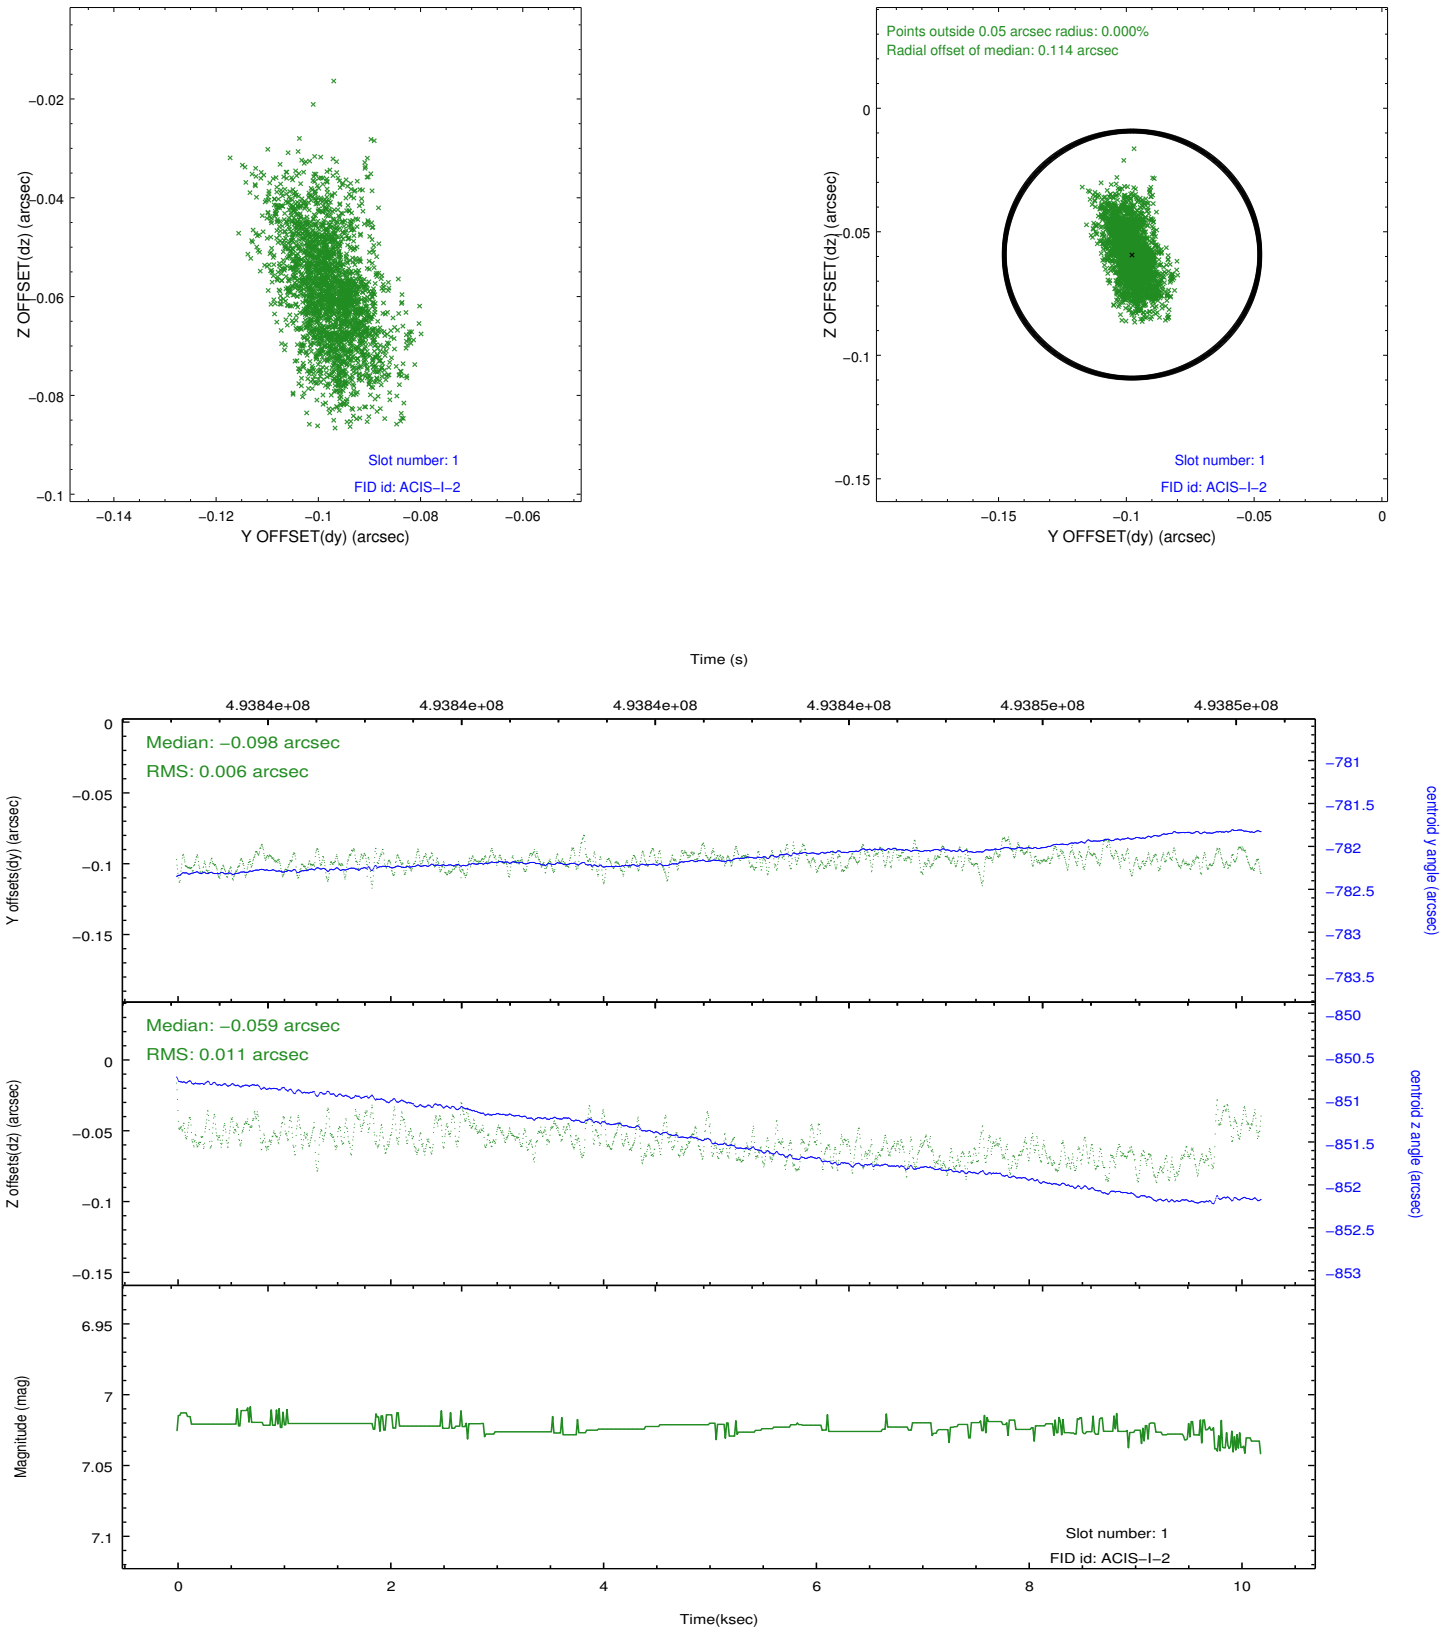 −0.02
−0.04
−0.06
−0.08
−0.1
Z OFFSET(dz) (arcsec)
Slot number: 1
FID id: ACIS−I−2
−0.14
−0.12
−0.1
−0.08
−0.06
Y OFFSET(dy) (arcsec)
Points outside 0.05 arcsec radius: 0.000%
Radial offset of median: 0.114 arcsec
0
−0.05
−0.1
−0.15
Z OFFSET(dz) (arcsec)
Slot number: 1
FID id: ACIS−I−2
−0.15
−0.1
−0.05
0
Y OFFSET(dy) (arcsec)
Time (s)
4.9384e+08
4.9384e+08
4.9384e+08
4.9384e+08
4.9385e+08
4.9385e+08
Median: −0.098 arcsec
RMS: 0.006 arcsec
0
−0.05
−0.1
−0.15
Y offsets(dy) (arcsec)
−781
−781.5
−782
−782.5
−783
−783.5
centroid y angle (arcsec)
Median: −0.059 arcsec
RMS: 0.011 arcsec
0
−0.05
−0.1
−0.15
Z offsets(dz) (arcsec)
−850
−850.5
−851
−851.5
−852
−852.5
−853
centroid z angle (arcsec)
6.95
7
7.05
7.1
Magnitude (mag)
Slot number: 1
FID id: ACIS−I−2
0
2
4
6
8
10
Time(ksec)